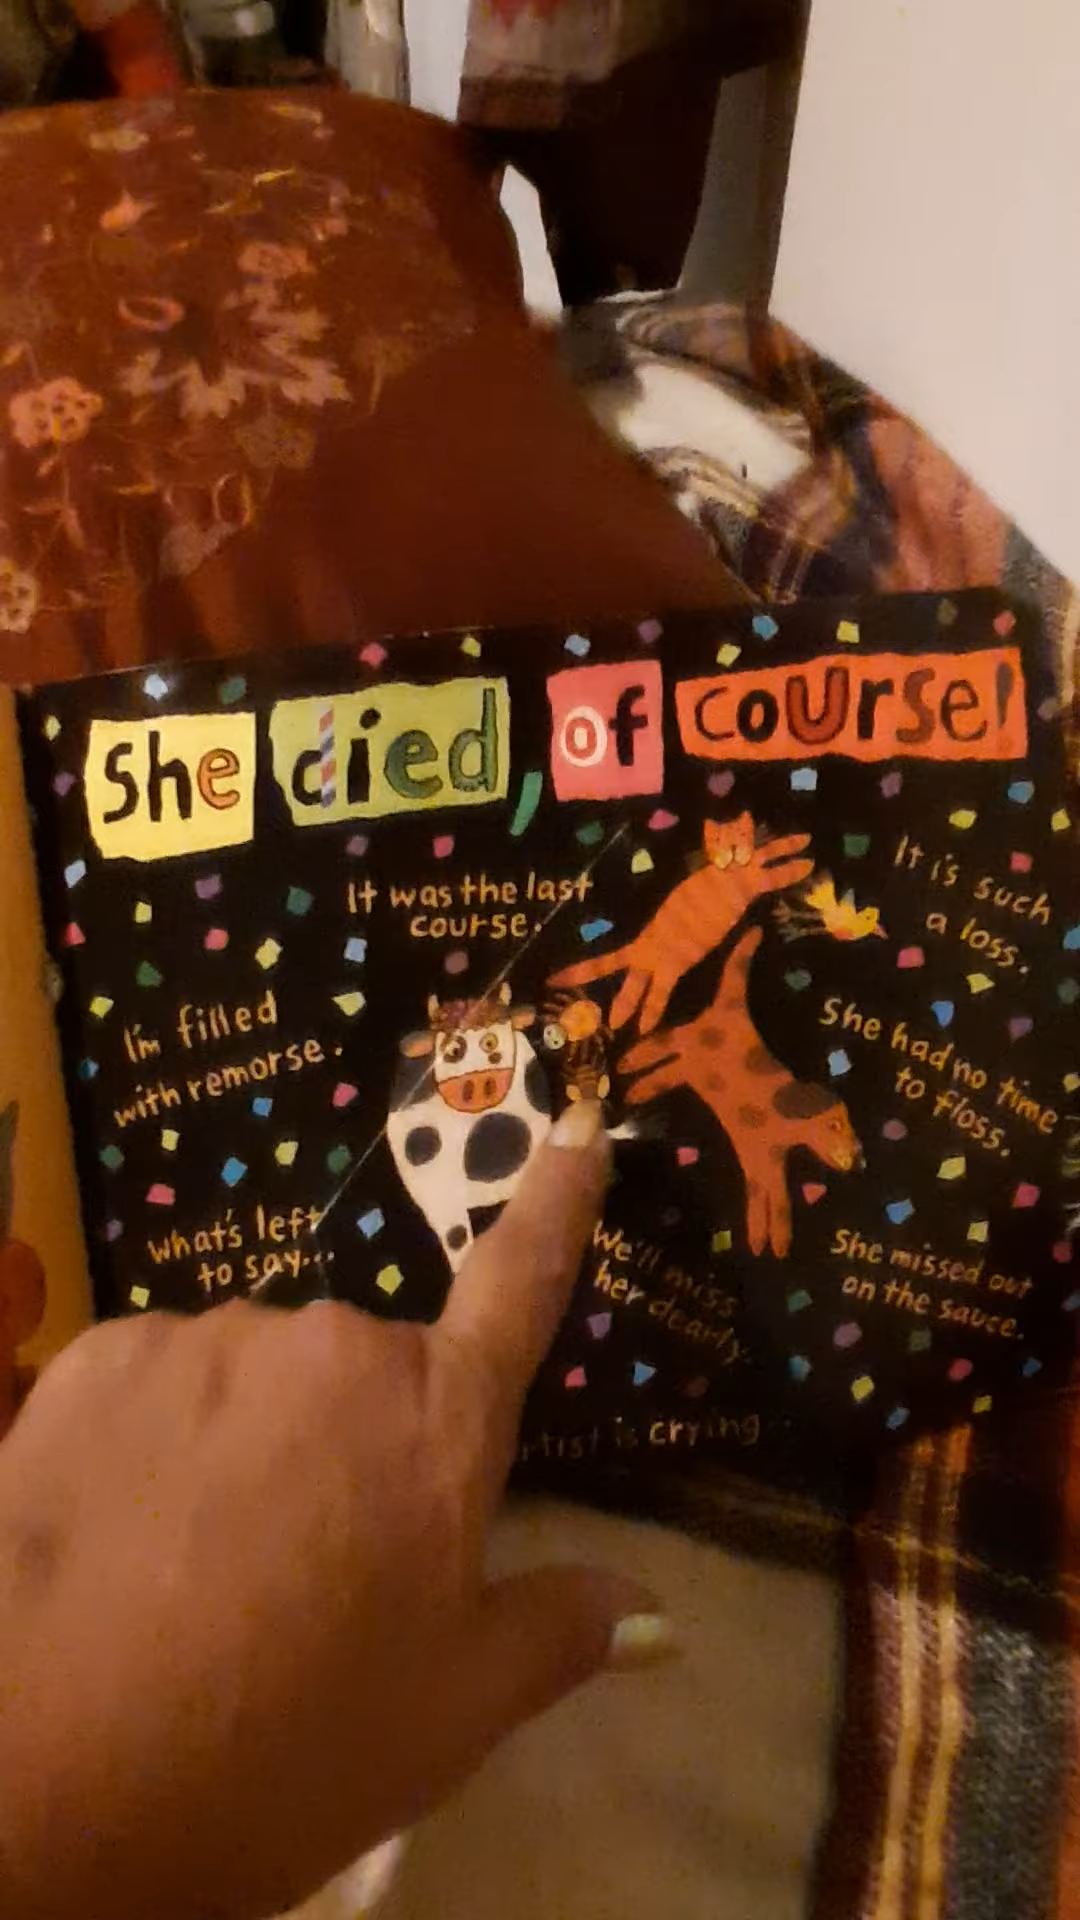 She died, of course!
It was the last
course.
I'm filled
with remorse.
what's left
to say...
It is such
a loss.
She had no time
to floss.
She missed out
on the sauce.
We'll miss
her dearly.
is crying